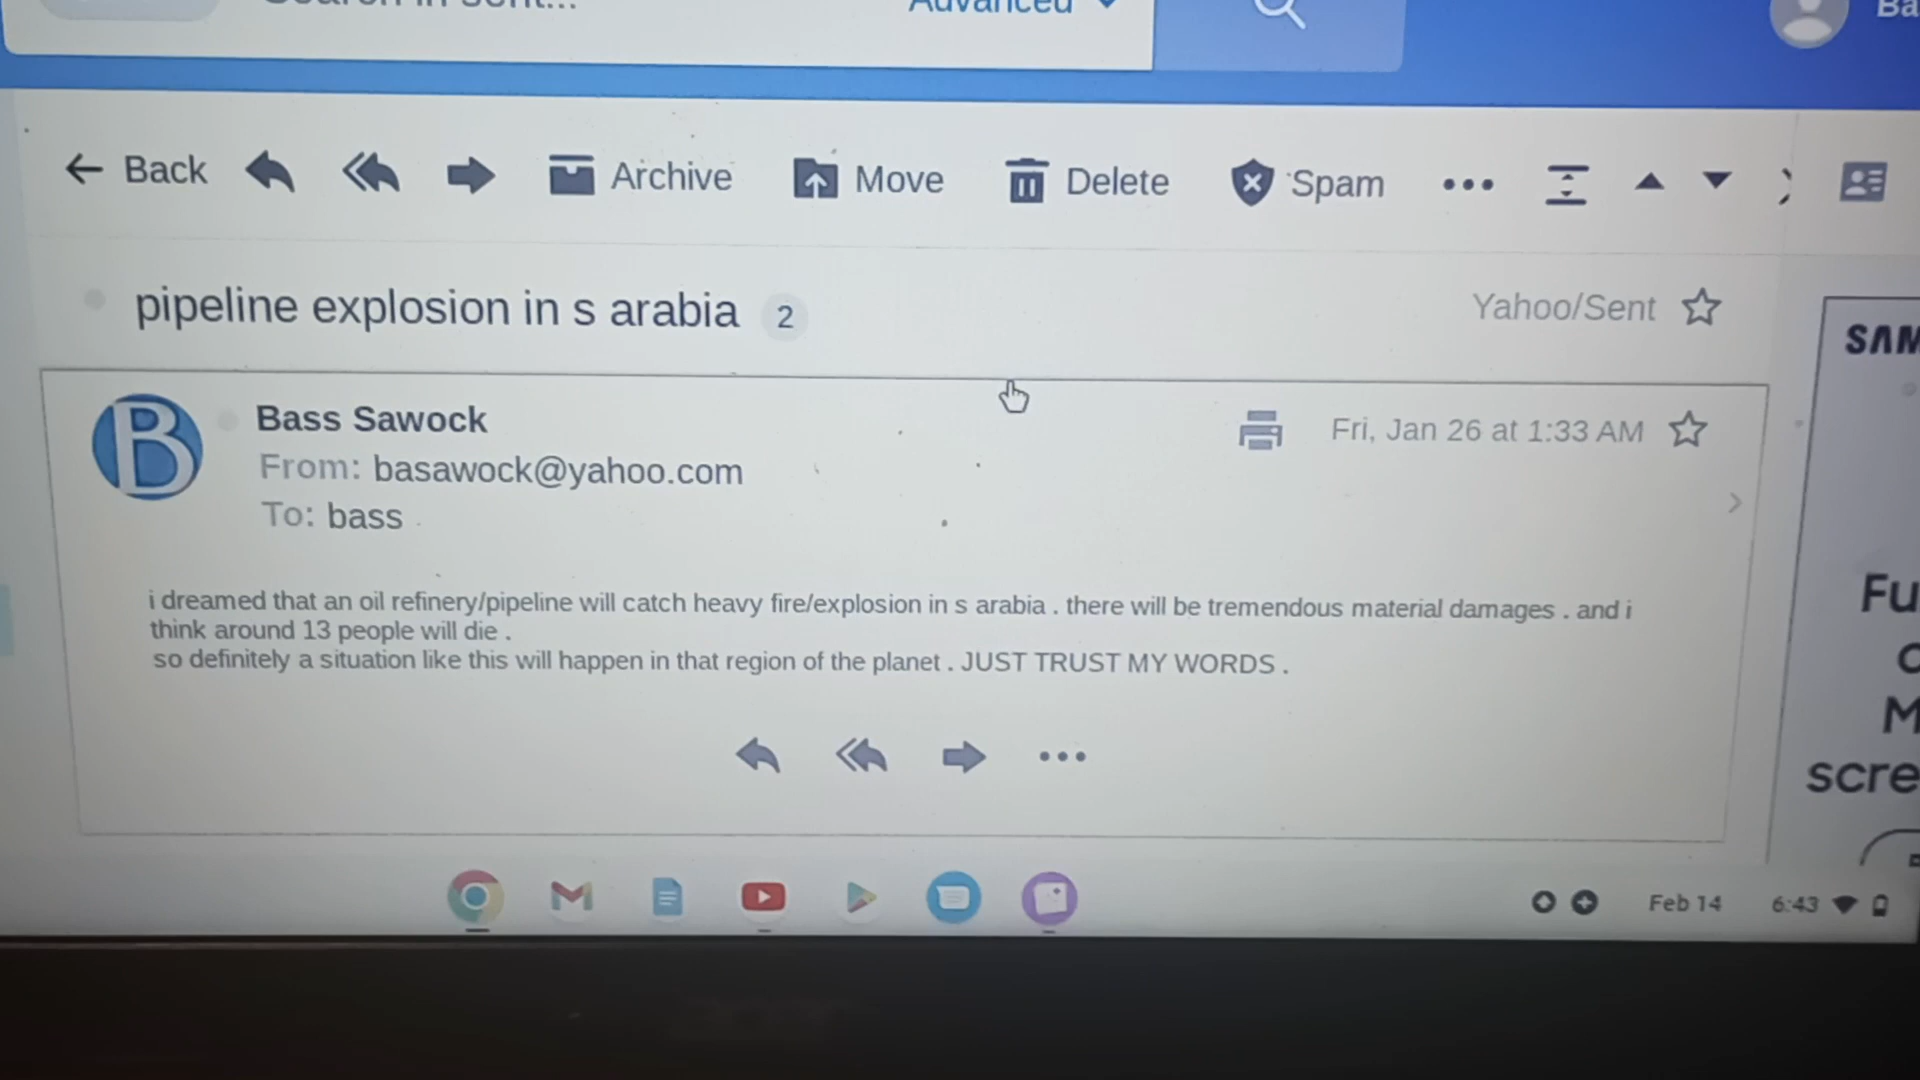 Advanced
Back Archive Move Delete Spam
pipeline explosion in s arabia 2 Yahoo/Sent
B Bass Sawock Fri, Jan 26 at 1:33 AM
From: basawock@yahoo.com
To: bass
i dreamed that an oil refinery/pipeline will catch heavy fire/explosion in s arabia . there will be tremendous material damages . and i
think around 13 people will die .
so definitely a situation like this will happen in that region of the planet . JUST TRUST MY WORDS .
Feb 14 6:43